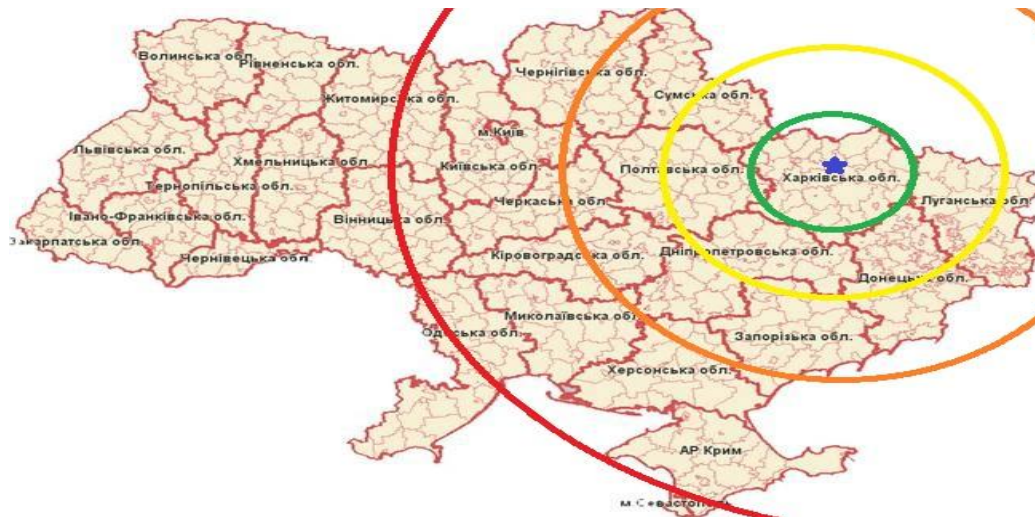 Волинська обл.
Рівненська обл.
Житомирська обл.
Чернігівська обл.
Сумська обл.
м.Київ
Київська обл.
Львівська обл.
Хмельницька обл
Тернопільська обл.
Полтавська обл.
Харківська обл.
Луганська обл
Черкаська обл.
Вінницька обл.
Івано-Франківська обл.
Закарпатська обл.
Чернівецька обл
Кіровоградська обл.
Дніпропетровська обл.
Донецька обл.
Миколаївська обл.
Одеська обл.
Запорізька обл.
Херсонська обл.
АР Крим
м.Севастополь